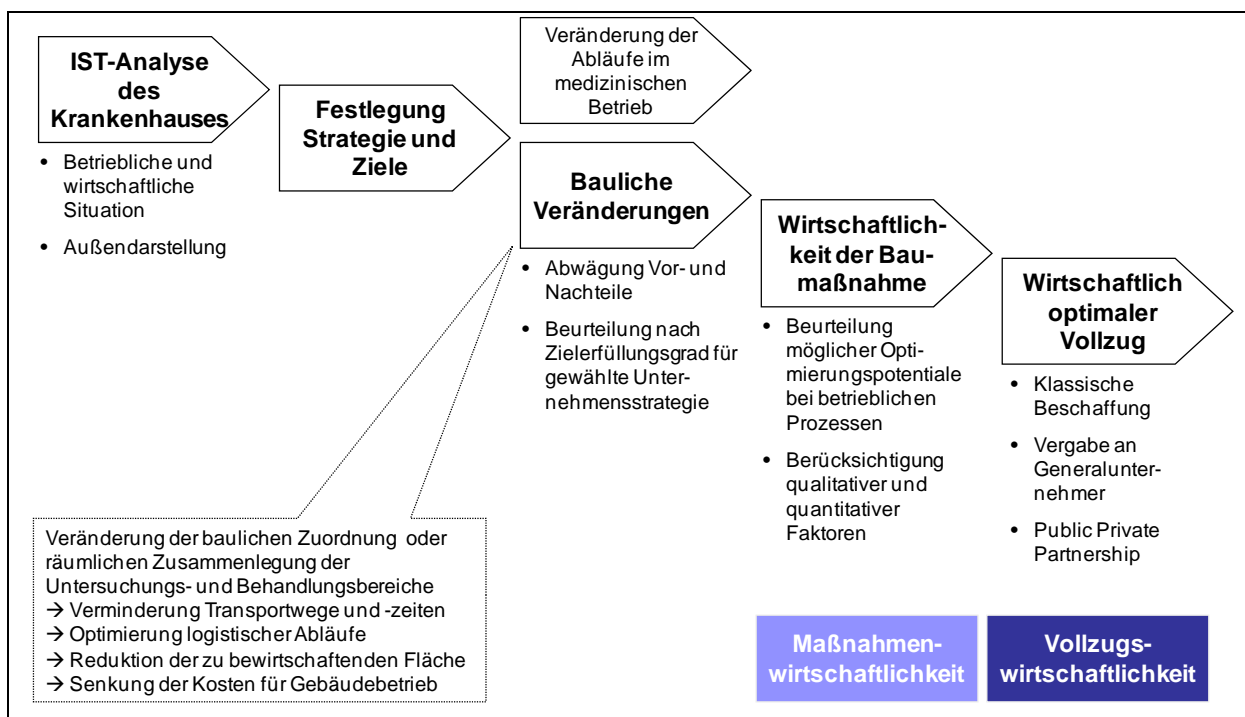 IST-Analyse
des
Krankenhauses
• Betriebliche und
wirtschaftliche
Situation
• Außendarstellung
Festlegung
Strategie und
Ziele
Veränderung der
Abläufe im
medizinischen
Betrieb
Bauliche
Veränderungen
• Abwägung Vor- und
Nachteile
• Beurteilung nach
Zielerfüllungsgrad für
gewählte Unter-
nehmensstrategie
Wirtschaftlich-
keit der Bau-
maßnahme
• Beurteilung
möglicher Opti-
mierungspotentiale
bei betrieblichen
Prozessen
• Berücksichtigung
qualitativer und
quantitativer
Faktoren
Wirtschaftlich
optimaler
Vollzug
• Klassische
Beschaffung
• Vergabe an
Generalunter-
nehmer
• Public Private
Partnership
Veränderung der baulichen Zuordnung oder
räumlichen Zusammenlegung der
Untersuchungs- und Behandlungsbereiche
→ Verminderung Transportwege und -zeiten
→ Optimierung logistischer Abläufe
→ Reduktion der zu bewirtschaftenden Fläche
→ Senkung der Kosten für Gebäudebetrieb
Maßnahmen-
wirtschaftlichkeit
Vollzugs-
wirtschaftlichkeit